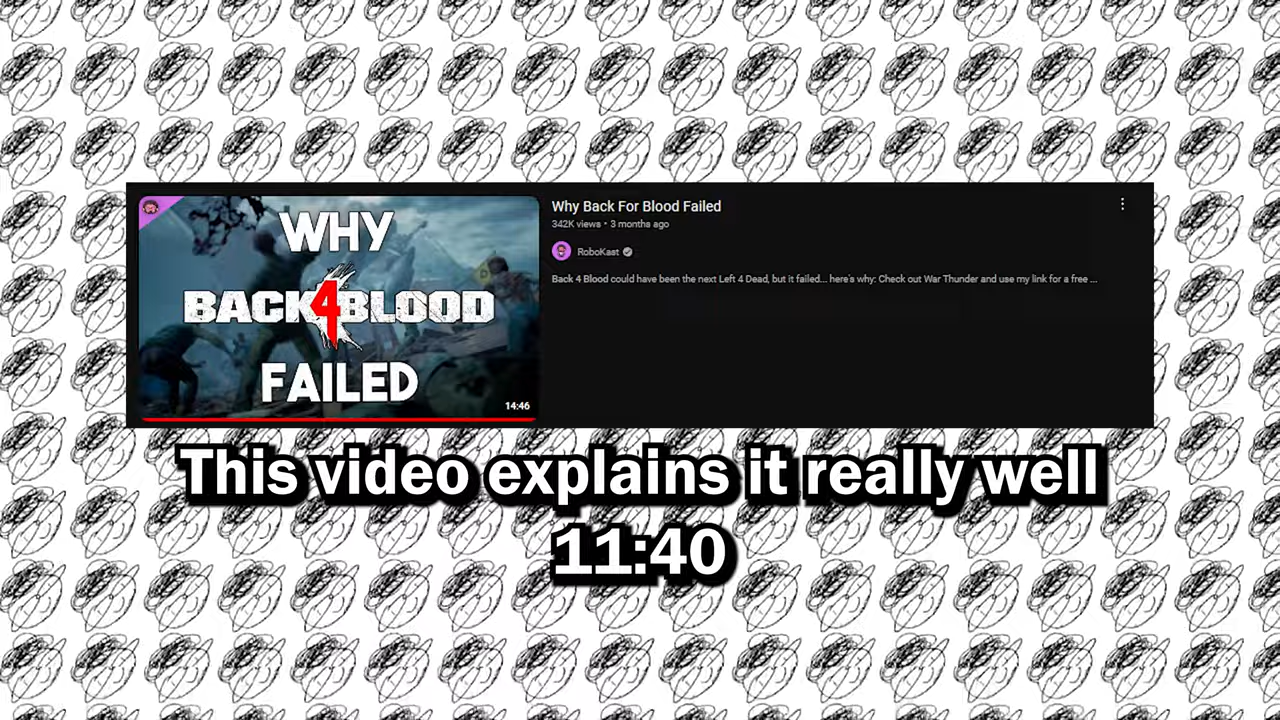 WHY
BACK4BLOOD
FAILED
14:46
Why Back For Blood Failed
342K views • 3 months ago
RoboKast
Back 4 Blood could have been the next Left 4 Dead, but it failed... here's why: Check out War Thunder and use my link for a free ...
This video explains it really well
11:40